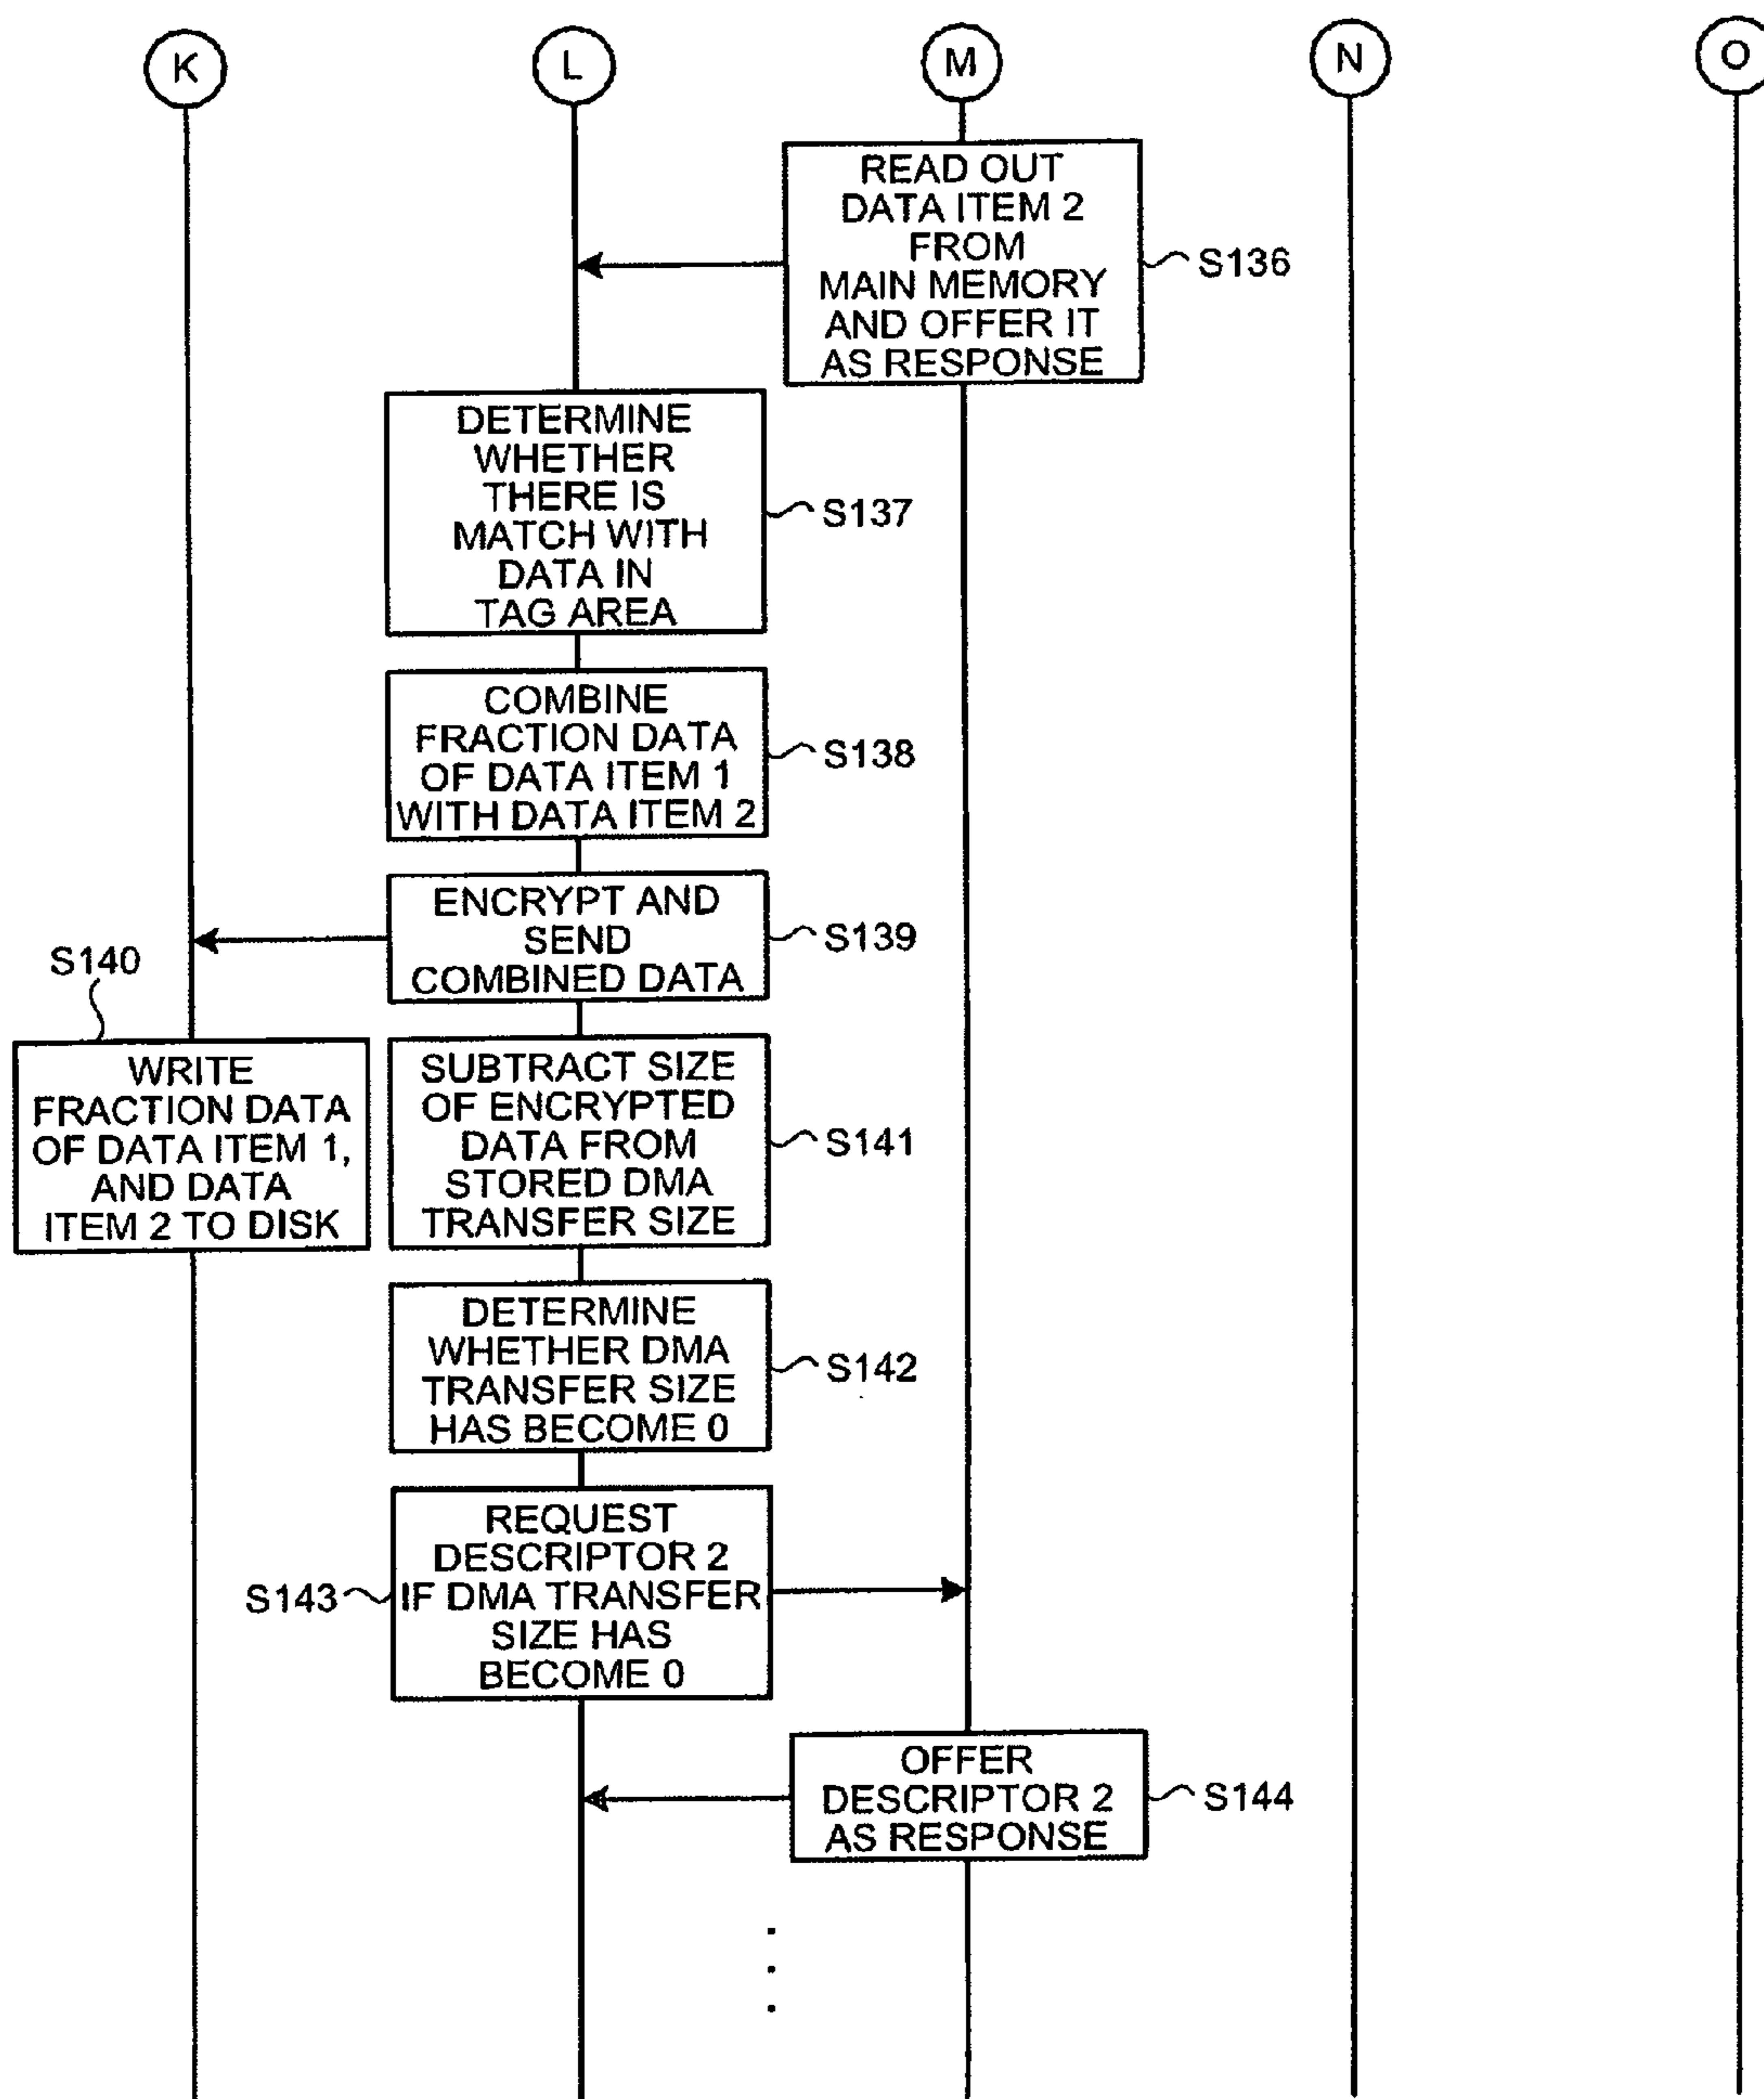 K
L
M
N
O
READ OUT
DATA ITEM 2
FROM
MAIN MEMORY
AND OFFER IT
AS RESPONSE
S136
DETERMINE
WHETHER
THERE IS
MATCH WITH
DATA IN
TAG AREA
S137
COMBINE
FRACTION DATA
OF DATA ITEM 1
WITH DATA ITEM 2
S138
ENCRYPT AND
SEND
COMBINED DATA
S139
S140
WRITE
FRACTION DATA
OF DATA ITEM 1,
AND DATA
ITEM 2 TO DISK
SUBTRACT SIZE
OF ENCRYPTED
DATA FROM
STORED DMA
TRANSFER SIZE
S141
DETERMINE
WHETHER DMA
TRANSFER SIZE
HAS BECOME 0
S142
REQUEST
DESCRIPTOR 2
IF DMA TRANSFER
SIZE HAS
BECOME 0
S143
OFFER
DESCRIPTOR 2
AS RESPONSE
S144